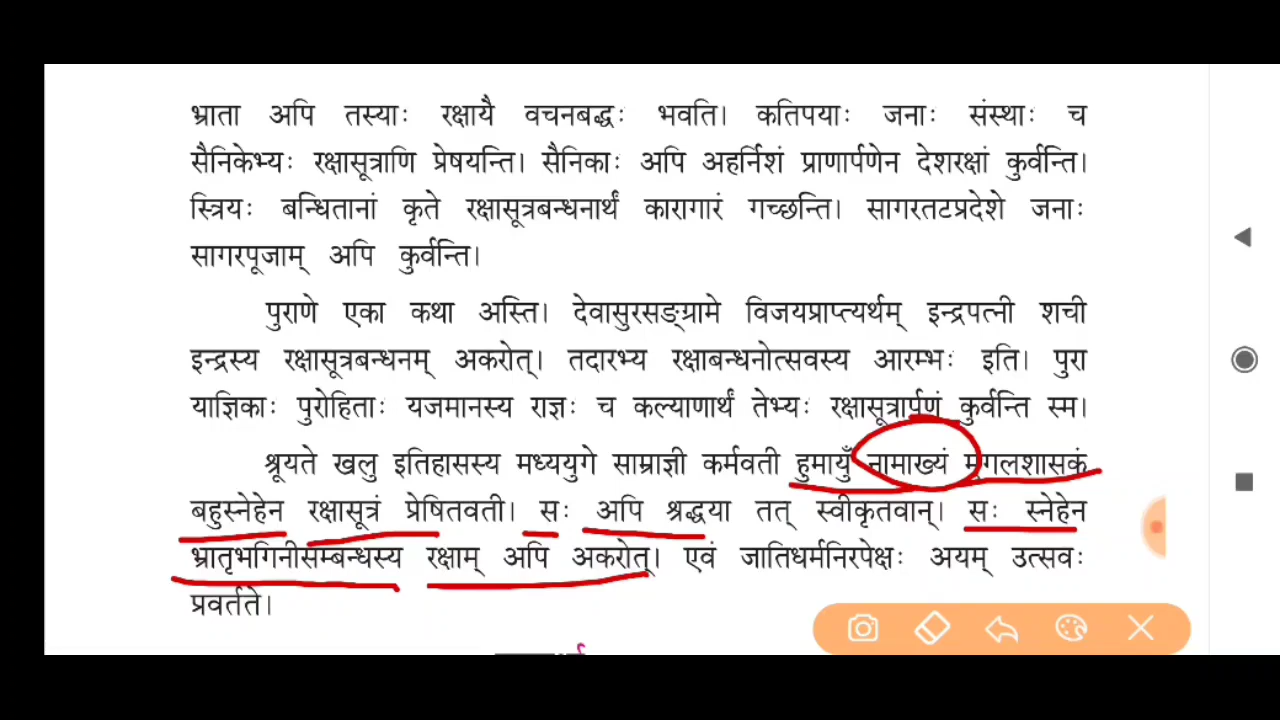 भ्राता अपि तस्याः रक्षायै वचनबद्धः भवति। कतिपयाः जनाः संस्थाः च
सैनिकेभ्यः रक्षासूत्राणि प्रेषयन्ति। सैनिकाः अपि अहर्निशं प्राणार्पणेन देशरक्षां कुर्वन्ति।
स्त्रियः बन्धितानां कृते रक्षासूत्रबन्धनार्थं कारागारं गच्छन्ति। सागरतटप्रदेशे जनाः
सागरपूजाम् अपि कुर्वन्ति।
पुराणे एका कथा अस्ति। देवासुरसङ्ग्रामे विजयप्राप्त्यर्थम् इन्द्रपत्नी शची
इन्द्रस्य रक्षासूत्रबन्धनम् अकरोत्। तदारभ्य रक्षाबन्धनोत्सवस्य आरम्भः इति। पुरा
याज्ञिकाः पुरोहिताः यजमानस्य राज्ञः च कल्याणार्थं तेभ्यः रक्षासूत्रार्पणं कुर्वन्ति स्म।
श्रूयते खलु इतिहासस्य मध्ययुगे साम्राज्ञी कर्मवती हुमायुँ नामाख्यं मुगलशासकं
बहुस्नेहेन रक्षासूत्रं प्रेषितवती। सः अपि श्रद्धया तत् स्वीकृतवान्। सः स्नेहेन
भ्रातृभगिनीसम्बन्धस्य रक्षाम् अपि अकरोत्। एवं जातिधर्मनिरपेक्षः अयम् उत्सवः
प्रवर्तते।